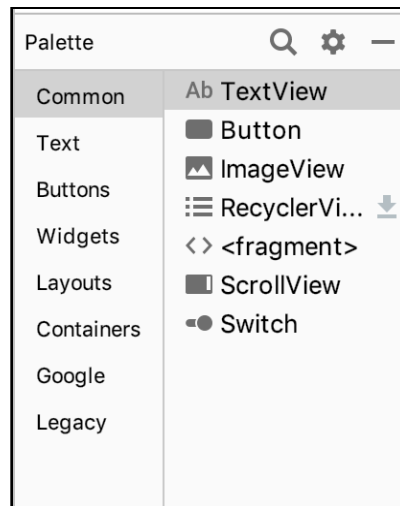 Palette
Common
Text
Buttons
Widgets
Layouts
Containers
Google
Legacy
Ab TextView
Button
ImageView
RecyclerVi...
<fragment>
ScrollView
Switch